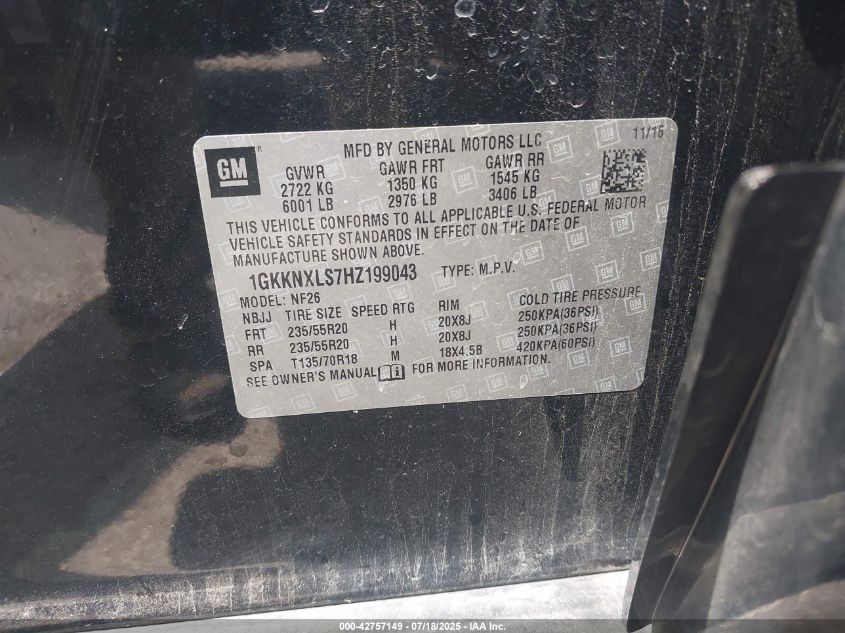 MFD BY GENERAL MOTORS LLC 11/16
GM
GVWR GAWR FRT GAWR RR
2722 KG 1350 KG 1545 KG
6001 LB 2976 LB 3406 LB
THIS VEHICLE CONFORMS TO ALL APPLICABLE U.S. FEDERAL MOTOR
VEHICLE SAFETY STANDARDS IN EFFECT ON THE DATE OF
MANUFACTURE SHOWN ABOVE.
1GKKNXLS7HZ199043 TYPE: M.P.V.
MODEL: NF26
NBJJ TIRE SIZE SPEED RTG RIM COLD TIRE PRESSURE
FRT 235/55R20 H 20X8J 250KPA(36PSI)
RR 235/55R20 H 20X8J 250KPA(36PSI)
SPA T135/70R18 M 18X4.5B 420KPA(60PSI)
SEE OWNER'S MANUAL FOR MORE INFORMATION.
000-42757149 - 07/18/2025 - © IAA Inc.